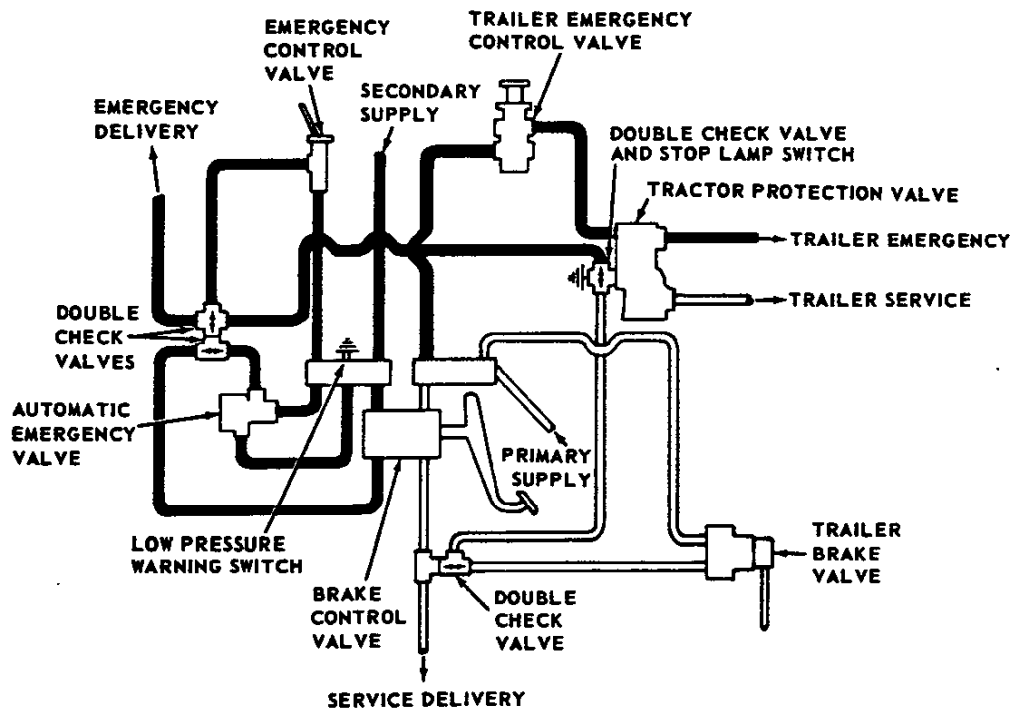 EMERGENCY
CONTROL
VALVE
TRAILER EMERGENCY
CONTROL VALVE
EMERGENCY
DELIVERY
SECONDARY
SUPPLY
DOUBLE CHECK VALVE
AND STOP LAMP SWITCH
TRACTOR PROTECTION VALVE
TRAILER EMERGENCY
TRAILER SERVICE
DOUBLE
CHECK
VALVES
AUTOMATIC
EMERGENCY
VALVE
PRIMARY
SUPPLY
LOW PRESSURE
WARNING SWITCH
BRAKE
CONTROL
VALVE
DOUBLE
CHECK
VALVE
TRAILER
BRAKE
VALVE
SERVICE DELIVERY